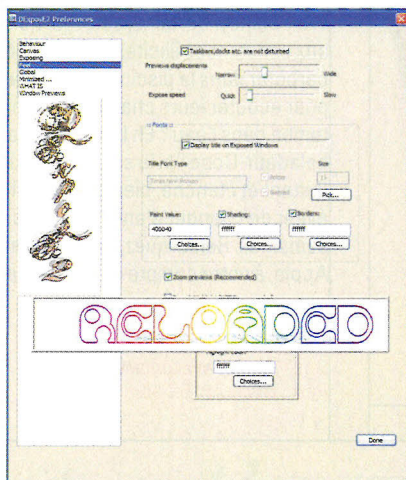 DExposE2 Preferences
Behaviour
Canvas
Exposing
Feel
Global
Minimized ...
WHAT IS
Window Previews
Taskbars,docks etc. are not disturbed
Previews displacements
Narrow
Wide
Expose speed
Quick
Slow
:: Fonts ::
Display title on Exposed Windows
Title Font Type
Size
Pick...
Paint Value:
Shading:
Borders:
406040
ffffff
ffffff
Choices...
Choices...
Choices...
Zoom previews (Recommended)
RELOADED
ffffff
Choices...
Done